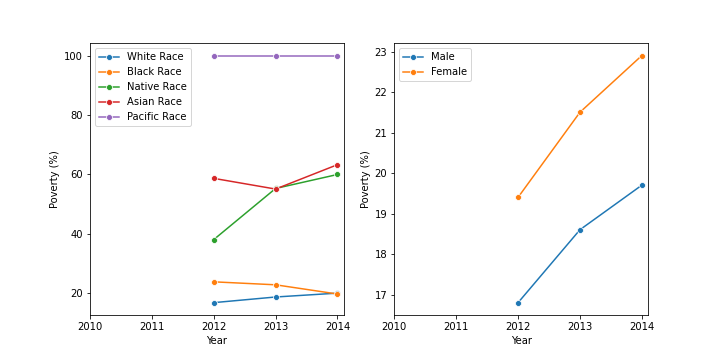 White Race
Black Race
Native Race
Asian Race
Pacific Race
100
80
60
40
20
Poverty (%)
2010 2011 2012 2013 2014
Year
Male
Female
23
22
21
20
19
18
17
Poverty (%)
2010 2011 2012 2013 2014
Year